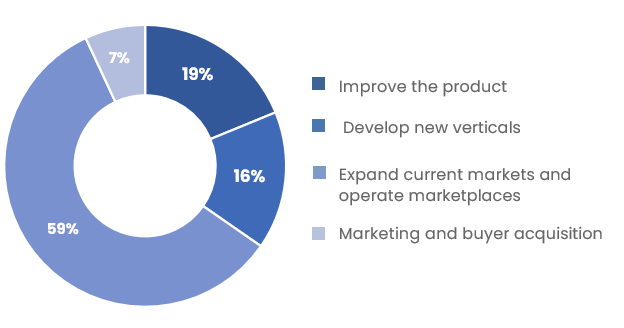 7%
19%
16%
59%
Improve the product
Develop new verticals
Expand current markets and
operate marketplaces
Marketing and buyer acquisition